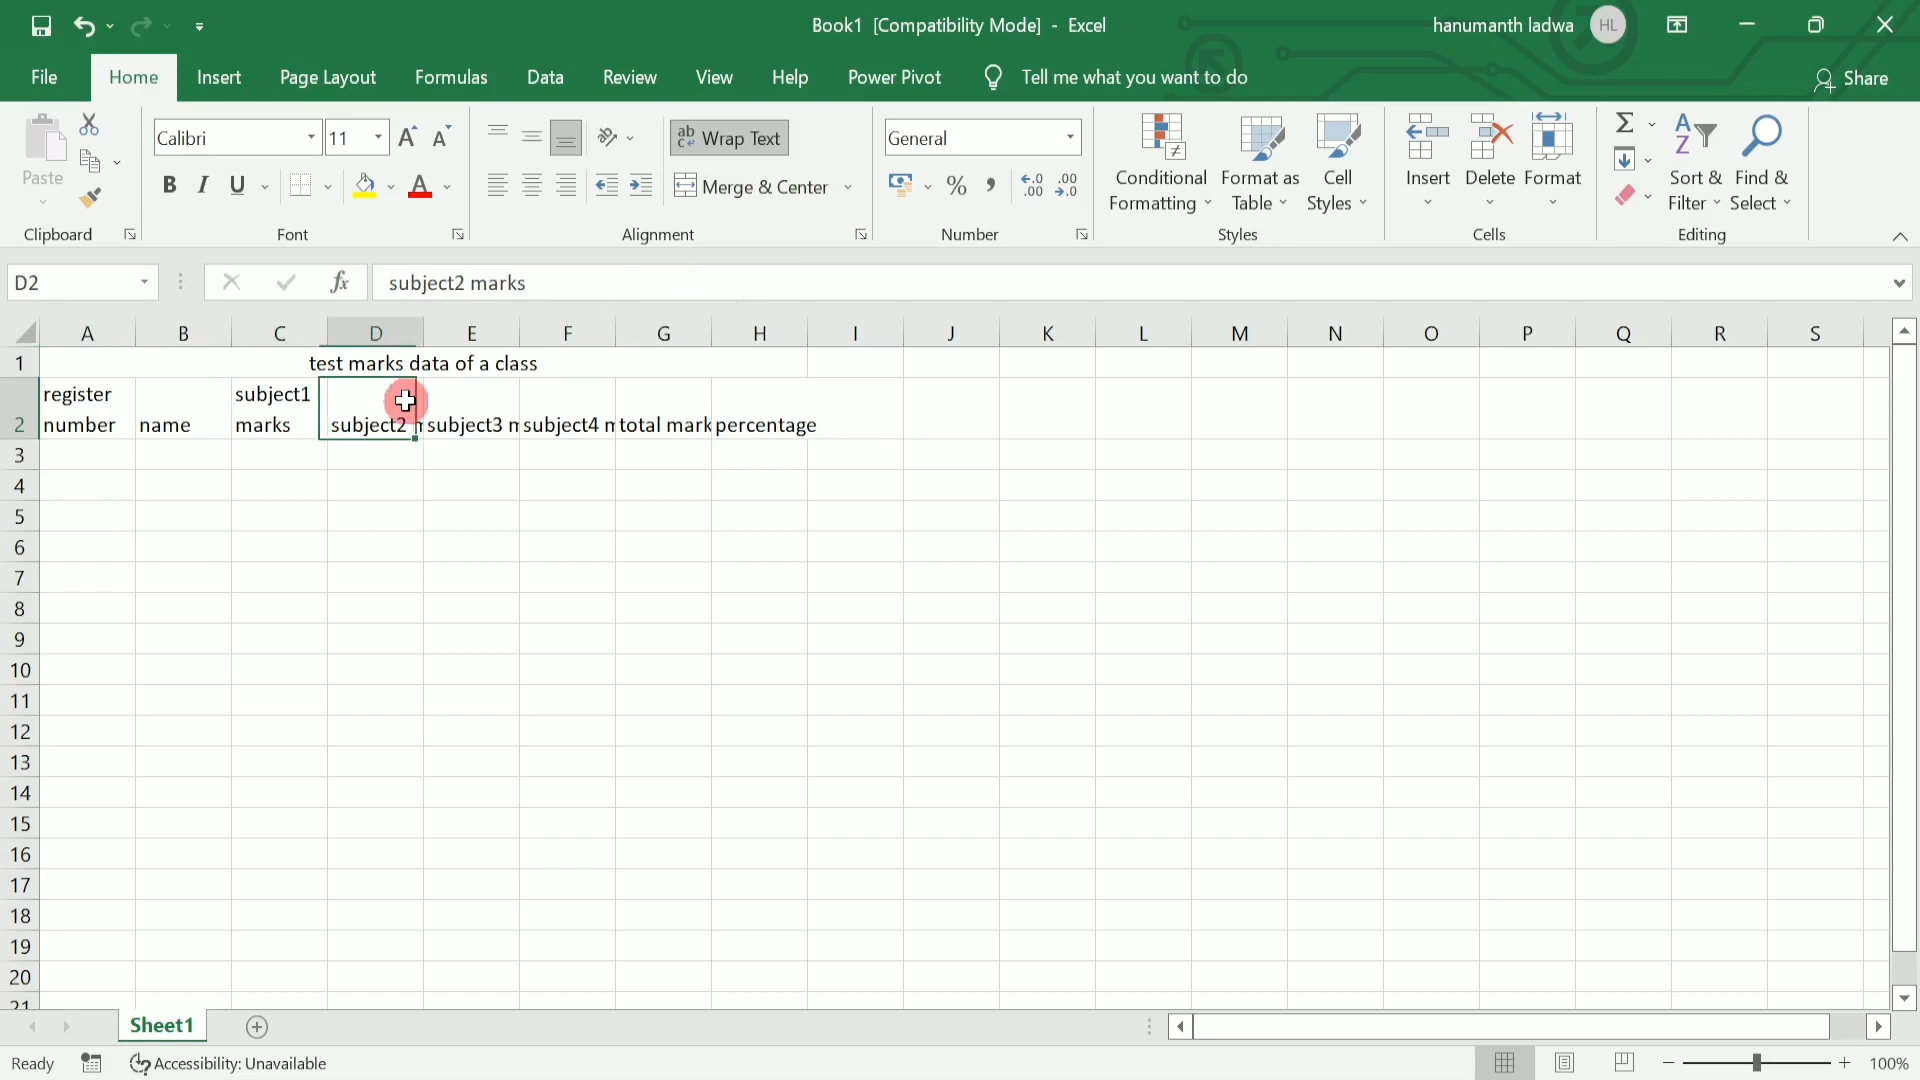 Book1 [Compatibility Mode] - Excel
hanumanth ladwa HL
File Home Insert Page Layout Formulas Data Review View Help Power Pivot Tell me what you want to do Share
Calibri 11 ab Wrap Text General
Paste B I U Merge & Center % , Conditional Formatting Format as Table Cell Styles Insert Delete Format Sort & Filter Find & Select
Clipboard Font Alignment Number Styles Cells Editing
D2 fx subject2 marks
A B C D E F G H I J K L M N O P Q R S
1 test marks data of a class
2 register number name subject1 marks subject2 subject3 subject4 total mark percentage
3
4
5
6
7
8
9
10
11
12
13
14
15
16
17
18
19
20
21
Sheet1
Ready Accessibility: Unavailable 100%